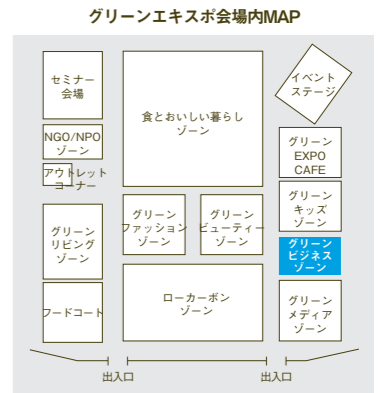 グリーンエキスポ会場内MAP
セミナー
会場
NGO/NPO
ゾーン
アウトレット
コーナー
グリーン
リビング
ゾーン
フードコート
食とおいしい暮らし
ゾーン
グリーン
ファッション
ゾーン
グリーン
ビューティー
ゾーン
ローカーボン
ゾーン
イベント
ステージ
グリーン
EXPO
CAFE
グリーン
キッズ
ゾーン
グリーン
ビジネス
ゾーン
グリーン
メディア
ゾーン
出入口
出入口